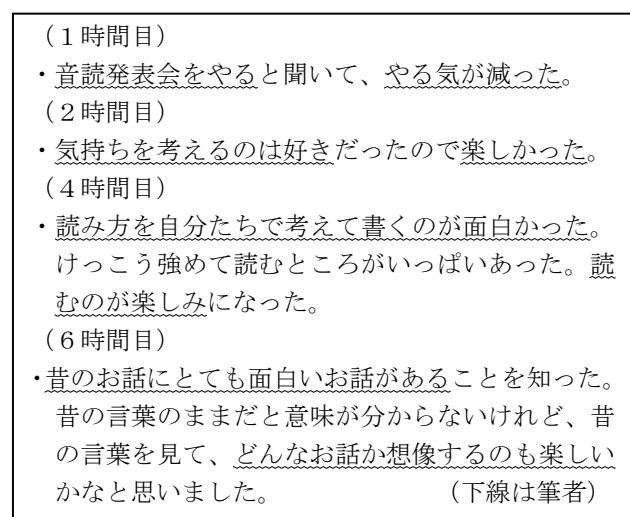 （１時間目）
・音読発表会をやると聞いて、やる気が減った。
（２時間目）
・気持ちを考えるのは好きだったので楽しかった。
（４時間目）
・読み方を自分たちで考えて書くのが面白かった。
けっこう強めて読むところがいっぱいあった。読
むのが楽しみになった。
（６時間目）
・昔のお話にとても面白いお話があることを知った。
昔の言葉のままだと意味が分からないけれど、昔
の言葉を見て、どんなお話か想像するのも楽しい
かなと思いました。　　　　　　（下線は筆者）